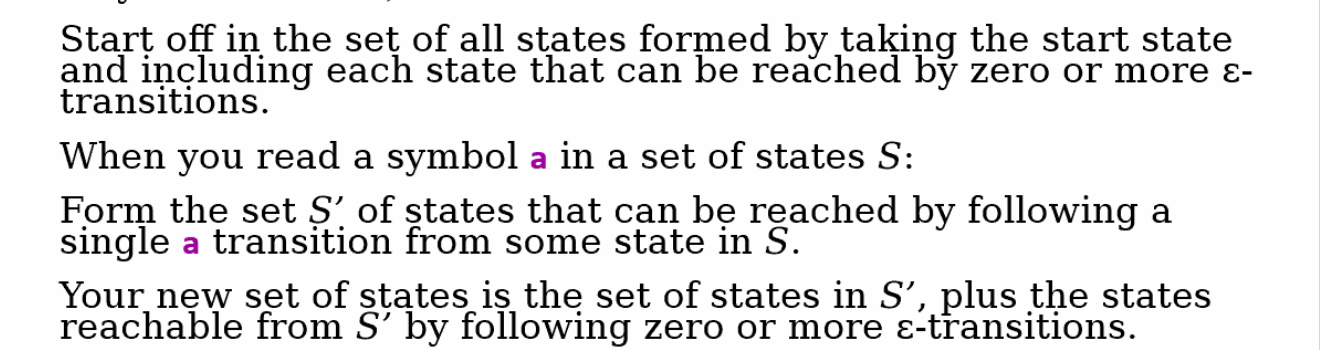 Start off in the set of all states formed by taking the start state
and including each state that can be reached by zero or more ε-
transitions.
When you read a symbol a in a set of states S:
Form the set S’ of states that can be reached by following a
single a transition from some state in S.
Your new set of states is the set of states in S’, plus the states
reachable from S’ by following zero or more ε-transitions.